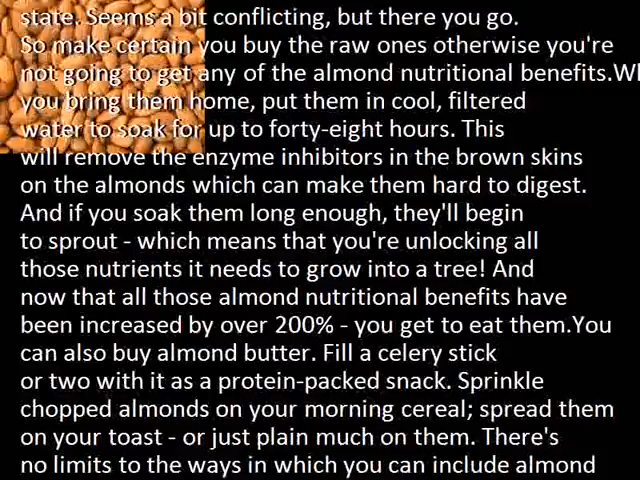 state. Seems a bit conflicting, but there you go.
So make certain you buy the raw ones otherwise you're
not going to get any of the almond nutritional benefits.Wh
you bring them home, put them in cool, filtered
water to soak for up to forty-eight hours. This
will remove the enzyme inhibitors in the brown skins
on the almonds which can make them hard to digest.
And if you soak them long enough, they'll begin
to sprout - which means that you're unlocking all
those nutrients it needs to grow into a tree! And
now that all those almond nutritional benefits have
been increased by over 200% - you get to eat them.You
can also buy almond butter. Fill a celery stick
or two with it as a protein-packed snack. Sprinkle
chopped almonds on your morning cereal; spread them
on your toast - or just plain much on them. There's
no limits to the ways in which you can include almond